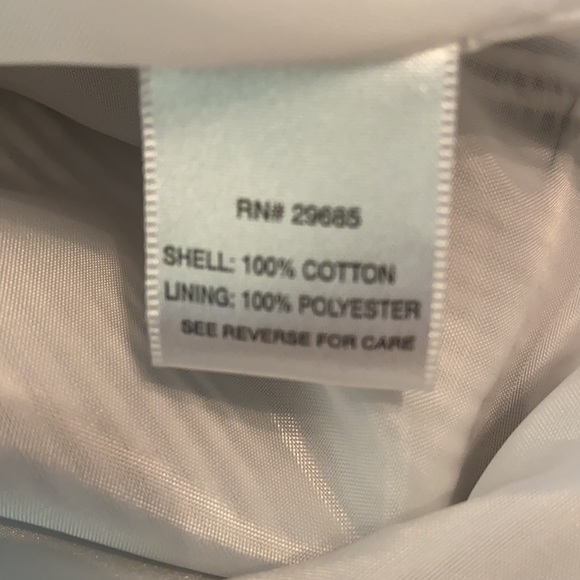 RN# 29685
SHELL: 100% COTTON
LINING: 100% POLYESTER
SEE REVERSE FOR CARE